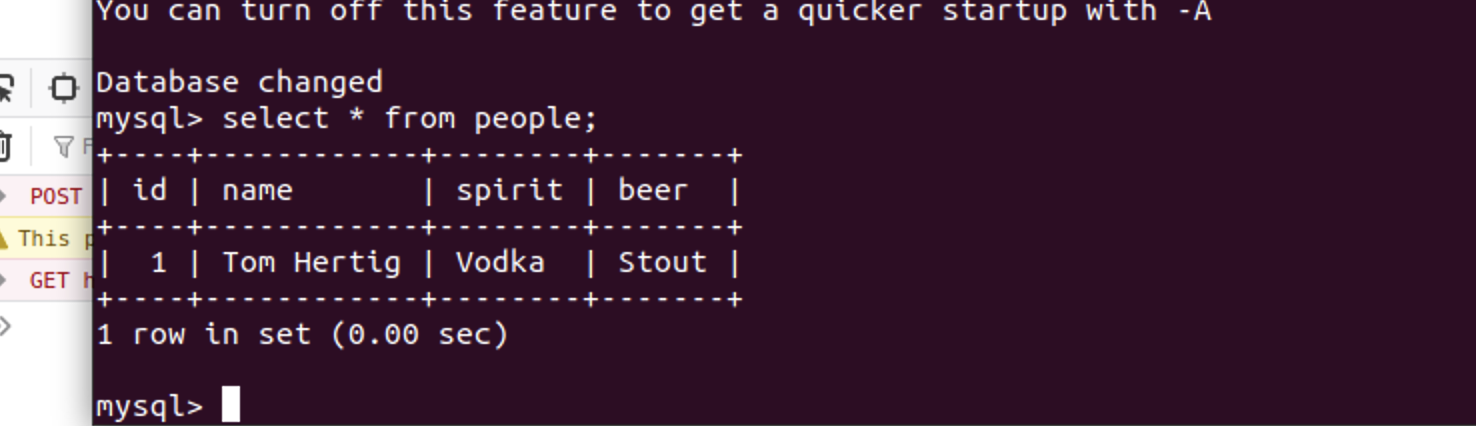 You can turn off this feature to get a quicker startup with -A
Database changed
mysql> select * from people;
+----+------------+--------+-------+
| id | name       | spirit | beer  |
+----+------------+--------+-------+
|  1 | Tom Hertig | Vodka  | Stout |
+----+------------+--------+-------+
1 row in set (0.00 sec)
mysql>
POST
This
GET